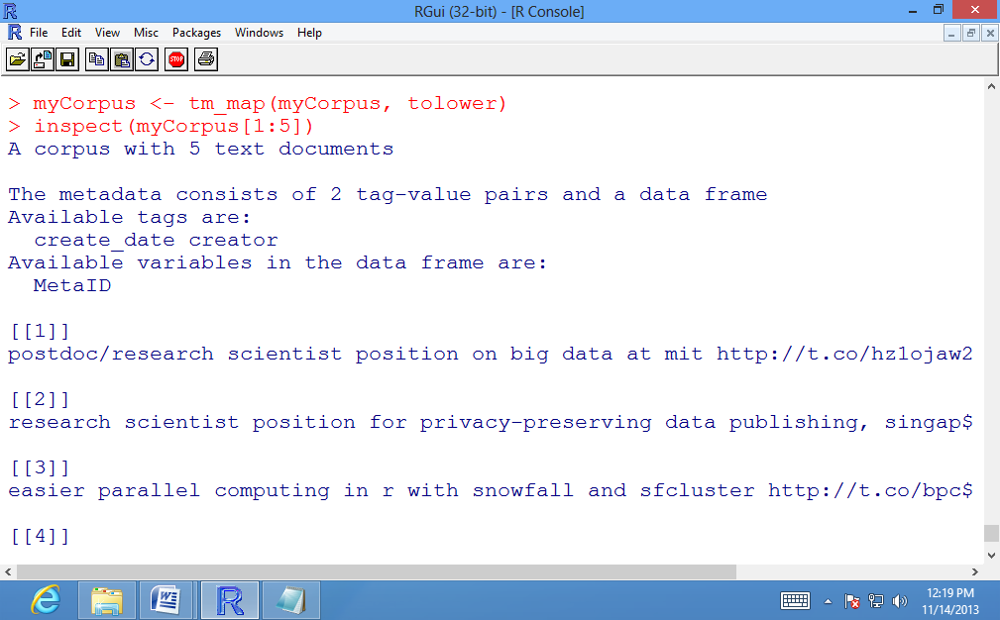 RGui (32-bit) - [R Console]
File Edit View Misc Packages Windows Help
STOP
> myCorpus <- tm_map(myCorpus, tolower)
> inspect(myCorpus[1:5])
A corpus with 5 text documents
The metadata consists of 2 tag-value pairs and a data frame
Available tags are:
create_date creator
Available variables in the data frame are:
MetaID
[[1]]
postdoc/research scientist position on big data at mit http://t.co/hz1ojaw2
[[2]]
research scientist position for privacy-preserving data publishing, singap$
[[3]]
easier parallel computing in r with snowfall and sfcluster http://t.co/bpc$
[[4]]
12:19 PM
11/14/2013